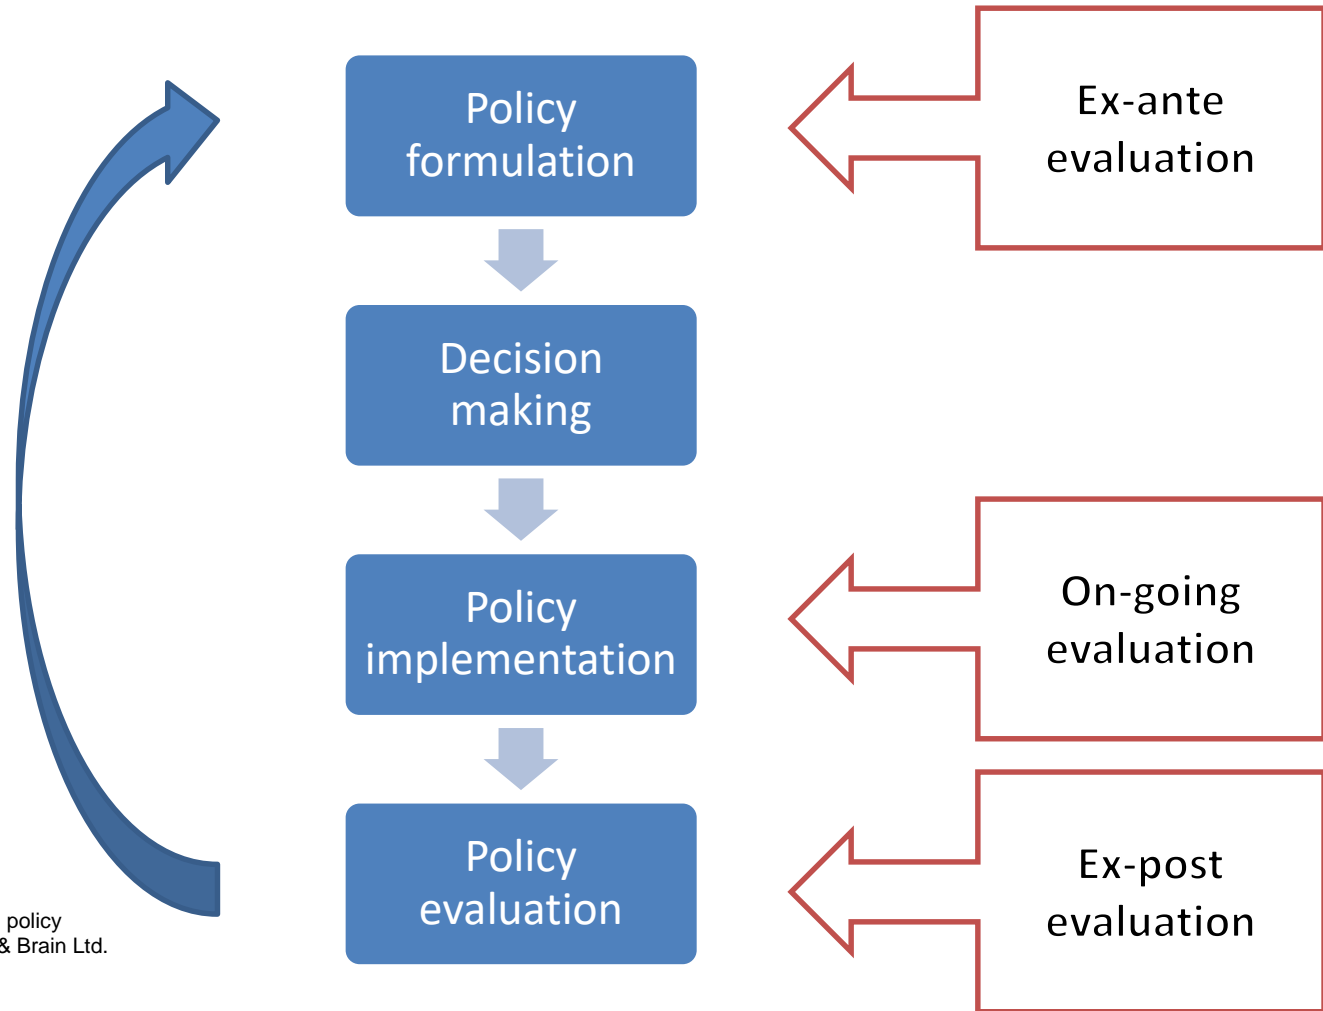 Policy
formulation
Ex-ante
evaluation
Decision
making
Policy
implementation
On-going
evaluation
Policy
evaluation
Ex-post
evaluation
policy
& Brain Ltd.